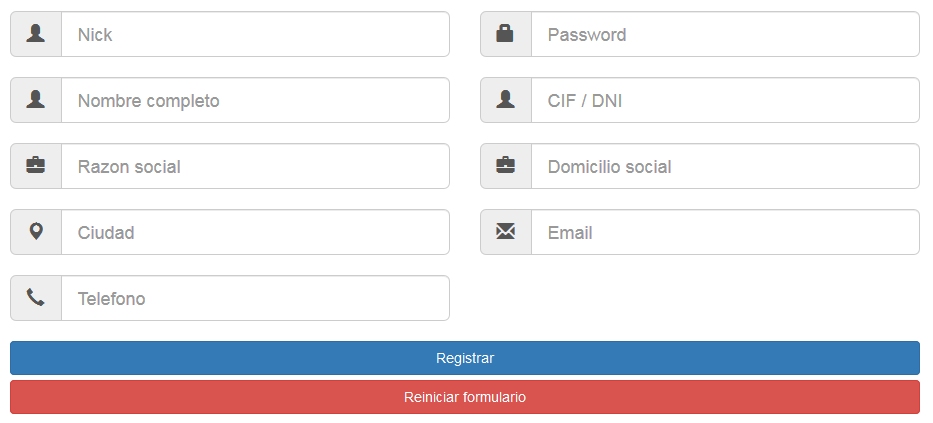 Nick
Password
Nombre completo
CIF / DNI
Razon social
Domicilio social
Ciudad
Email
Telefono
Registrar
Reiniciar formulario